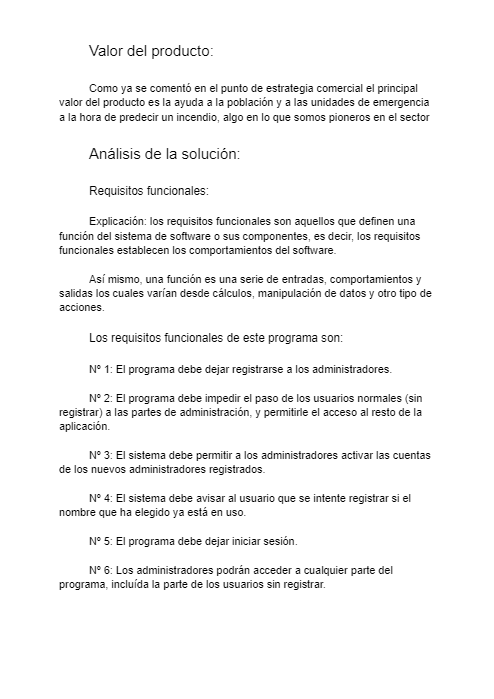 Valor del producto:
Como ya se comentó en el punto de estrategia comercial el principal
valor del producto es la ayuda a la población y a las unidades de emergencia
a la hora de predecir un incendio, algo en lo que somos pioneros en el sector
Análisis de la solución:
Requisitos funcionales:
Explicación: los requisitos funcionales son aquellos que definen una
función del sistema de software o sus componentes, es decir, los requisitos
funcionales establecen los comportamientos del software.
Así mismo, una función es una serie de entradas, comportamientos y
salidas los cuales varían desde cálculos, manipulación de datos y otro tipo de
acciones.
Los requisitos funcionales de este programa son:
Nº 1: El programa debe dejar registrarse a los administradores.
Nº 2: El programa debe impedir el paso de los usuarios normales (sin
registrar) a las partes de administración, y permitirle el acceso al resto de la
aplicación.
Nº 3: El sistema debe permitir a los administradores activar las cuentas
de los nuevos administradores registrados.
Nº 4: El sistema debe avisar al usuario que se intente registrar si el
nombre que ha elegido ya está en uso.
Nº 5: El programa debe dejar iniciar sesión.
Nº 6: Los administradores podrán acceder a cualquier parte del
programa, incluída la parte de los usuarios sin registrar.